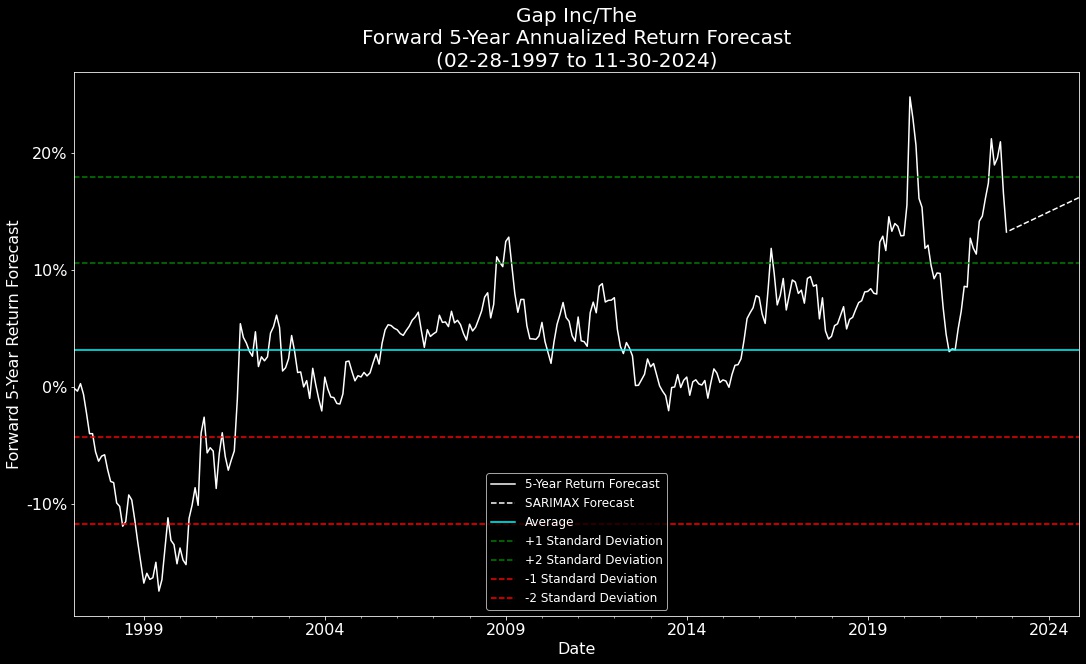 Gap Inc/The
Forward 5-Year Annualized Return Forecast
(02-28-1997 to 11-30-2024)
Forward 5-Year Return Forecast
20%
10%
0%
-10%
5-Year Return Forecast
SARIMAX Forecast
Average
+1 Standard Deviation
+2 Standard Deviation
-1 Standard Deviation
-2 Standard Deviation
1999
2004
2009
2014
2019
2024
Date